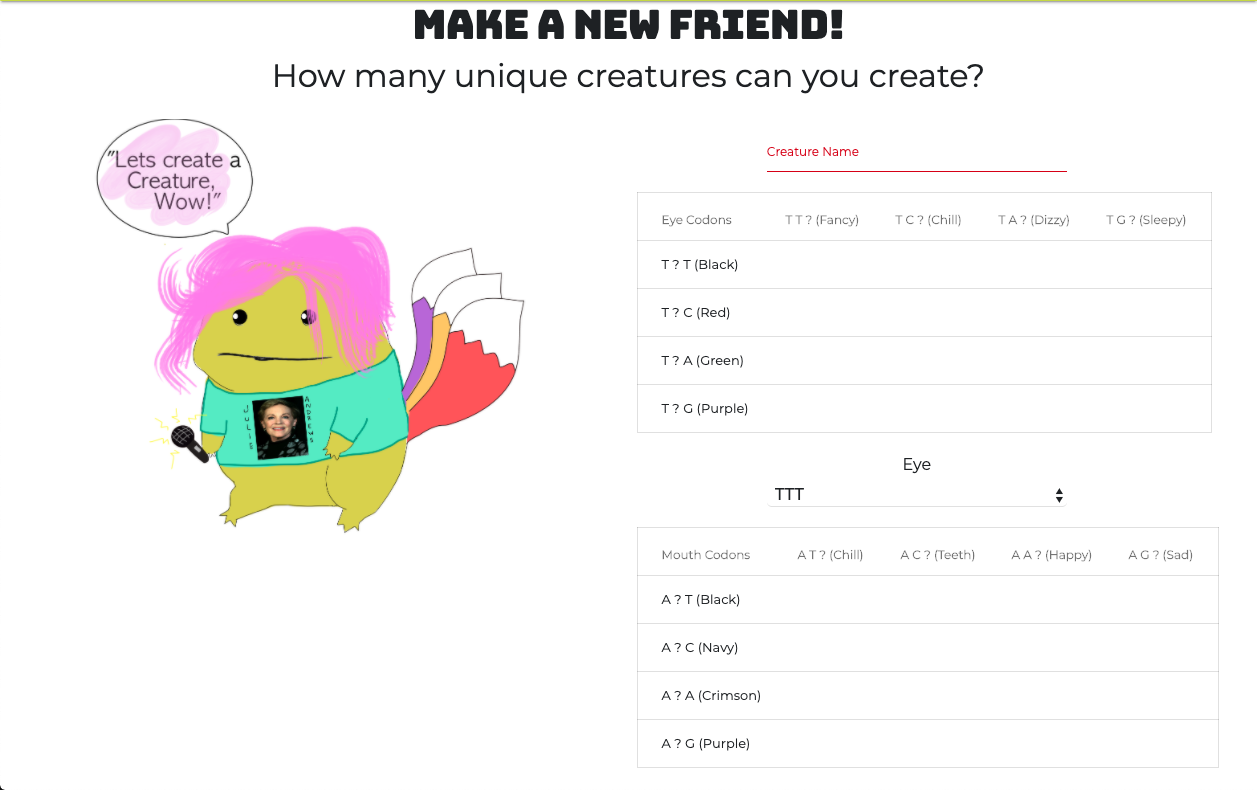 MAKE A NEW FRIEND!
How many unique creatures can you create?
"Lets create a
Creature,
Wow!"
JULIE
ANDREWS
Creature Name
Eye Codons T T ? (Fancy) T C ? (Chill) T A ? (Dizzy) T G ? (Sleepy)
T ? T (Black)
T ? C (Red)
T ? A (Green)
T ? G (Purple)
Eye
TTT
Mouth Codons A T ? (Chill) A C ? (Teeth) A A ? (Happy) A G ? (Sad)
A ? T (Black)
A ? C (Navy)
A ? A (Crimson)
A ? G (Purple)